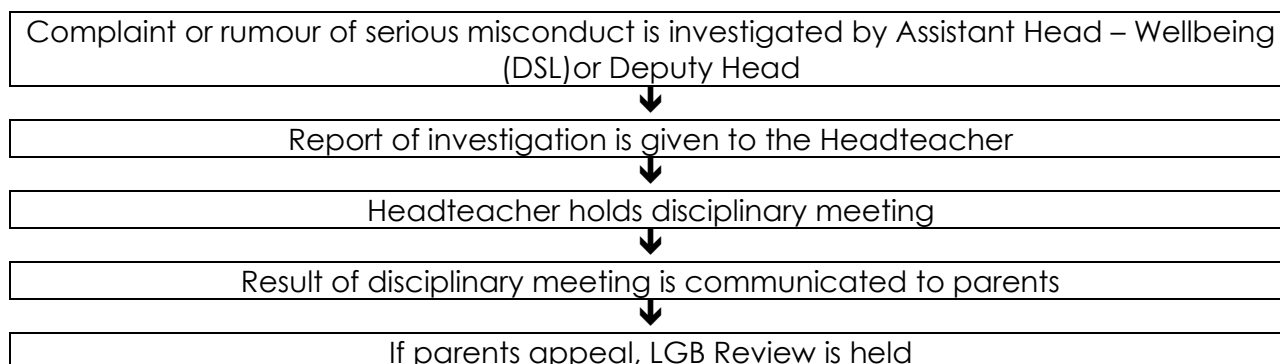 Complaint or rumour of serious misconduct is investigated by Assistant Head – Wellbeing
(DSL)or Deputy Head
Report of investigation is given to the Headteacher
Headteacher holds disciplinary meeting
Result of disciplinary meeting is communicated to parents
If parents appeal, LGB Review is held